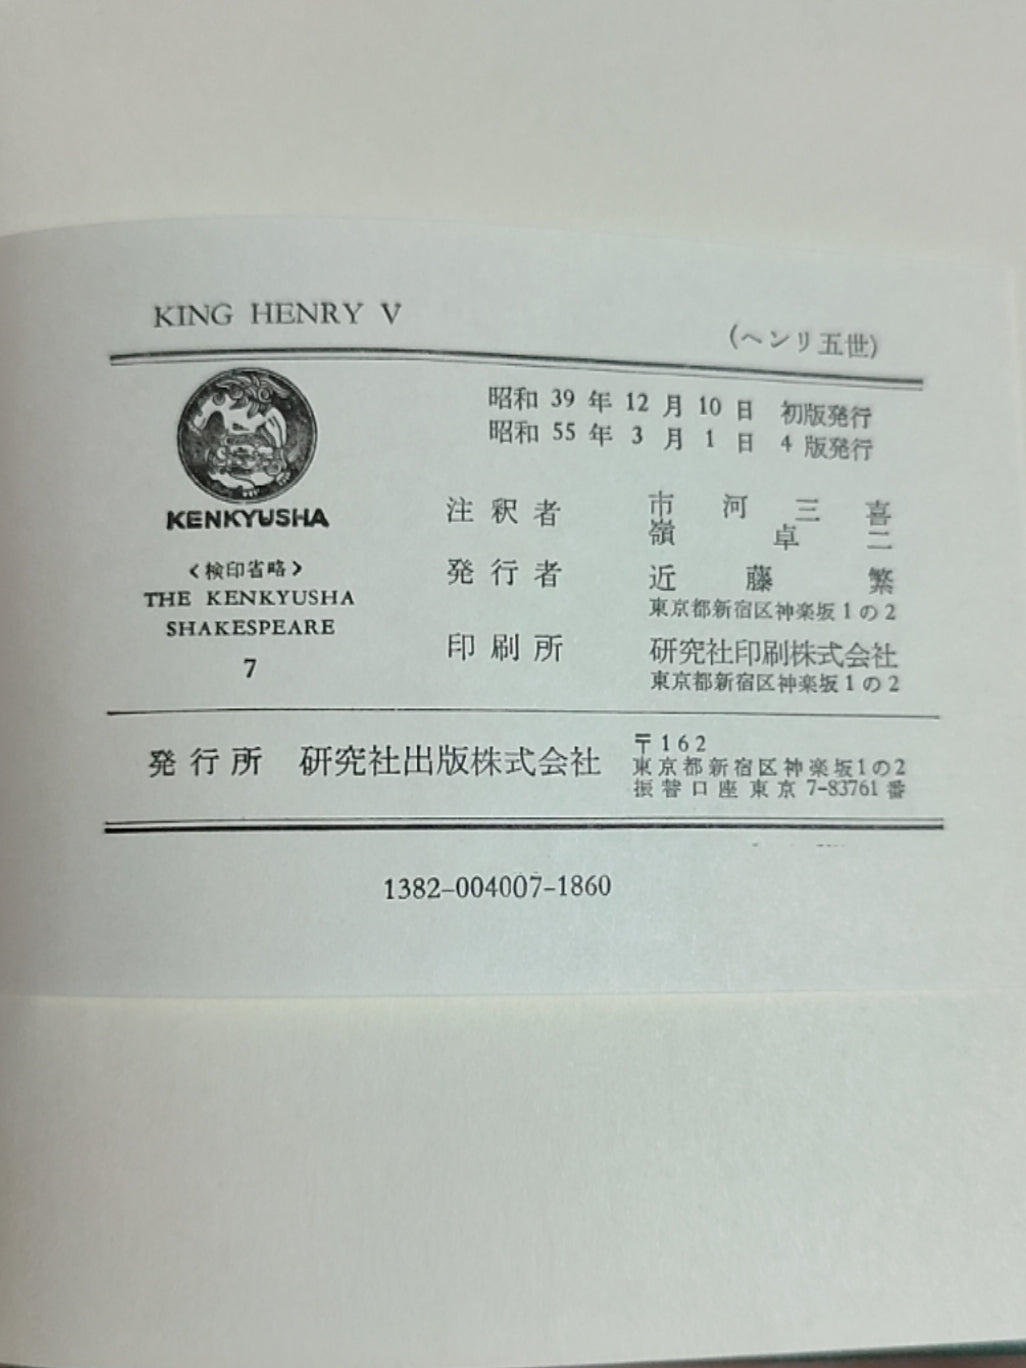 KING HENRY V
(ヘンリ五世)
昭和 39 年 12 月 10 日 初版発行
昭和 55 年 3 月 1 日 4 版発行
KENKYUSHA
〈検印省略〉
THE KENKYUSHA
SHAKESPEARE
7
注釈者 市河三喜
嶺卓二
発行者 近藤繁
東京都新宿区神楽坂1の2
印刷所 研究社印刷株式会社
東京都新宿区神楽坂1の2
発行所 研究社出版株式会社
〒162
東京都新宿区神楽坂1の2
振替口座東京 7-83761 番
1382-004007-1860